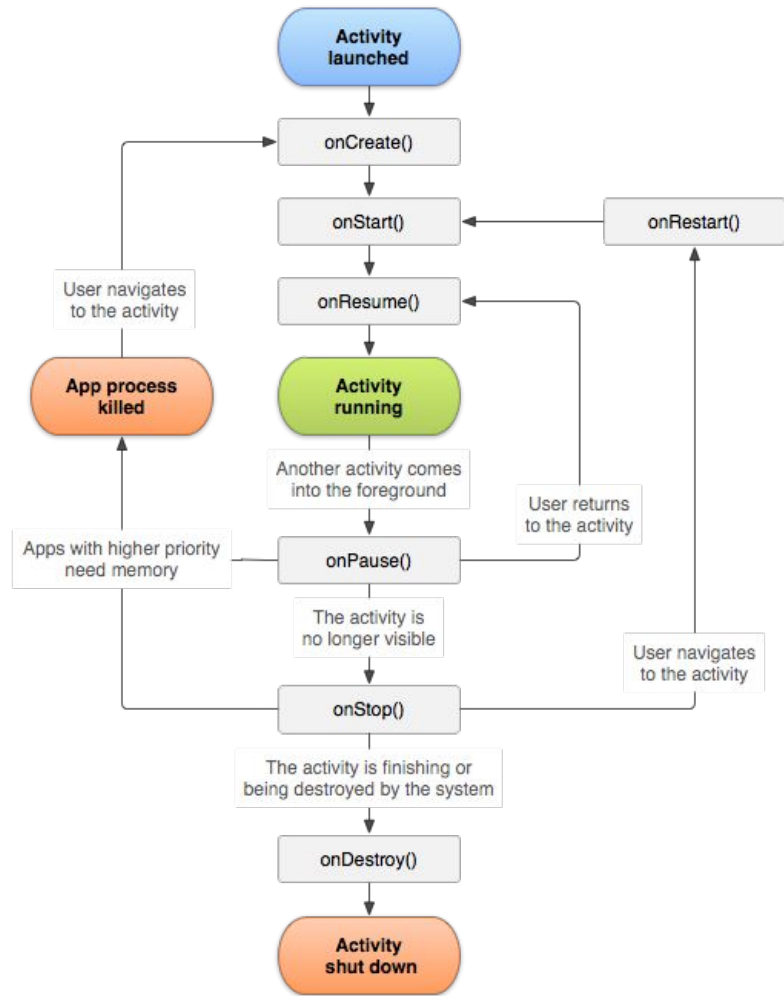 Activity
launched
onCreate()
onStart()
onRestart()
User navigates
to the activity
onResume()
App process
killed
Activity
running
Another activity comes
into the foreground
User returns
to the activity
Apps with higher priority
need memory
onPause()
The activity is
no longer visible
User navigates
to the activity
onStop()
The activity is finishing or
being destroyed by the system
onDestroy()
Activity
shut down